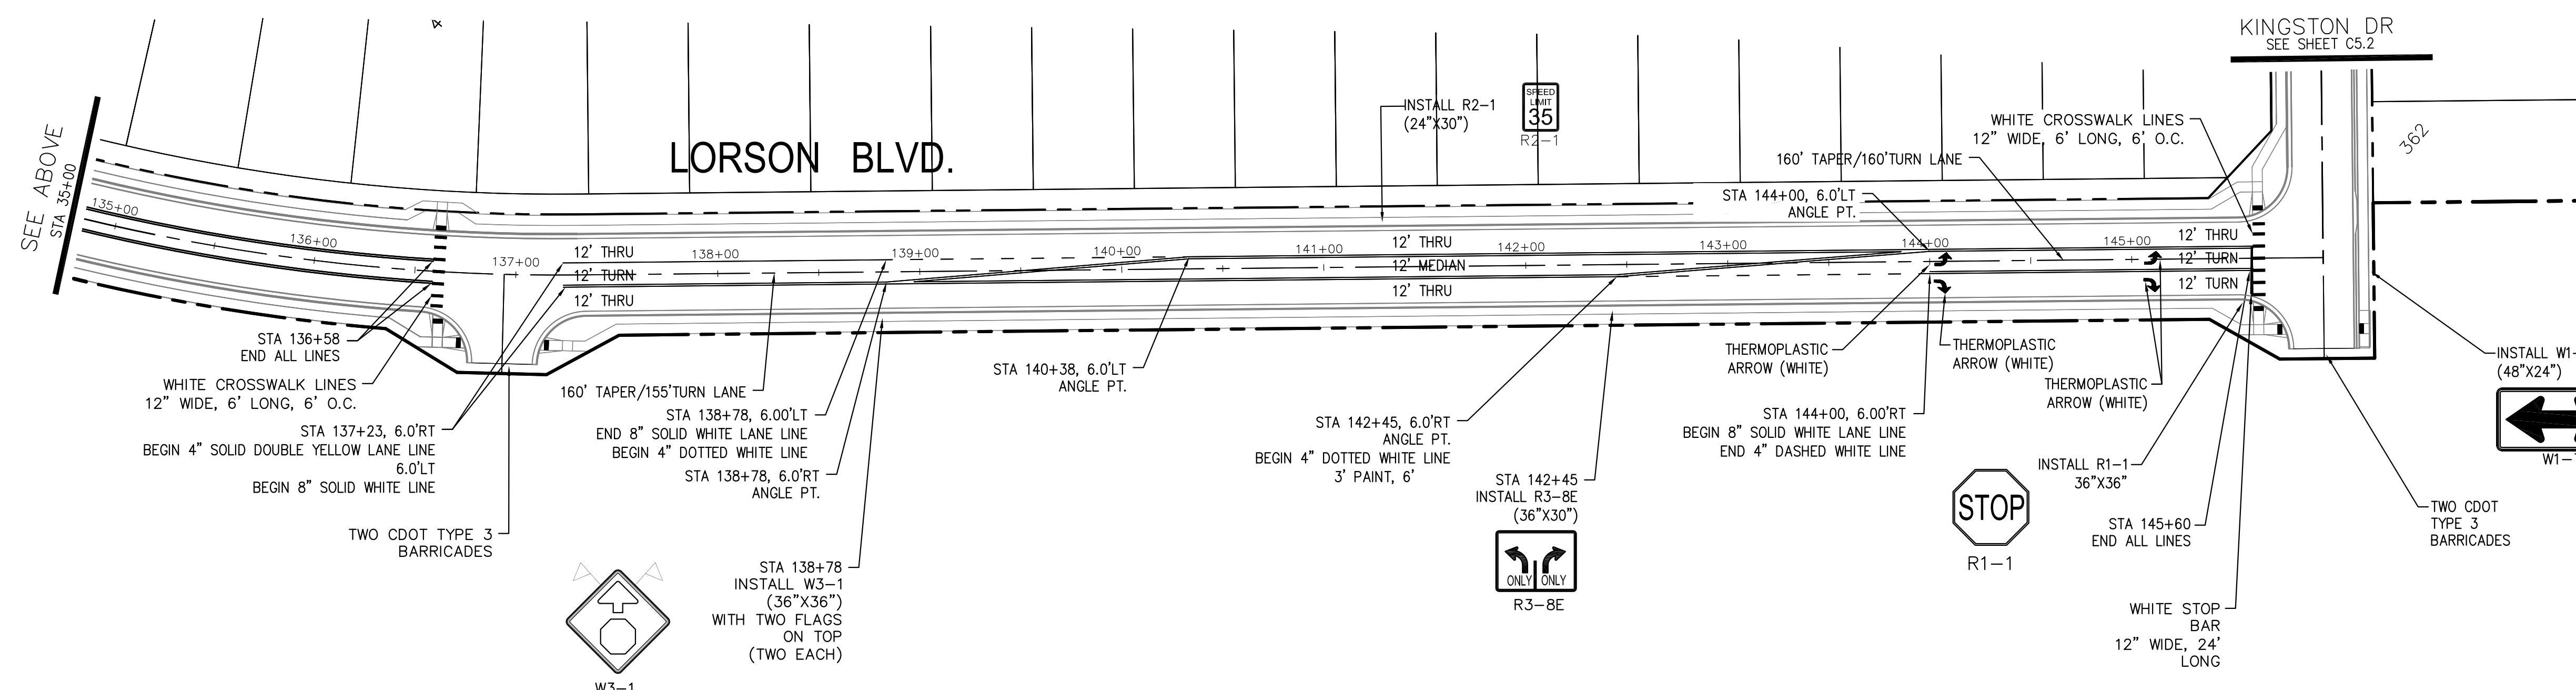 KINGSTON DR
SEE SHEET C5.2
SEE ABOVE
STA 35+00
4
LORSON BLVD.
INSTALL R2-1
(24"X30")
SPEED
LIMIT
35
R2-1
WHITE CROSSWALK LINES
12" WIDE, 6' LONG, 6' O.C.
160' TAPER/160'TURN LANE
STA 144+00, 6.0'LT
ANGLE PT.
362
135+00
136+00
137+00
138+00
139+00
140+00
141+00
142+00
143+00
144+00
145+00
12' THRU
12' TURN
12' THRU
12' THRU
12' MEDIAN
12' THRU
12' THRU
12' TURN
12' TURN
STA 136+58
END ALL LINES
WHITE CROSSWALK LINES
12" WIDE, 6' LONG, 6' O.C.
STA 137+23, 6.0'RT
BEGIN 4" SOLID DOUBLE YELLOW LANE LINE
6.0'LT
BEGIN 8" SOLID WHITE LINE
TWO CDOT TYPE 3
BARRICADES
160' TAPER/155'TURN LANE
STA 138+78, 6.00'LT
END 8" SOLID WHITE LANE LINE
BEGIN 4" DOTTED WHITE LINE
STA 138+78, 6.0'RT
ANGLE PT.
STA 138+78
INSTALL W3-1
(36"X36")
WITH TWO FLAGS
ON TOP
(TWO EACH)
W3-1
STA 140+38, 6.0'LT
ANGLE PT.
STA 142+45, 6.0'RT
ANGLE PT.
BEGIN 4" DOTTED WHITE LINE
3' PAINT, 6'
STA 142+45
INSTALL R3-8E
(36"X30")
ONLY
ONLY
R3-8E
THERMOPLASTIC
ARROW (WHITE)
THERMOPLASTIC
ARROW (WHITE)
THERMOPLASTIC
ARROW (WHITE)
STA 144+00, 6.00'RT
BEGIN 8" SOLID WHITE LANE LINE
END 4" DASHED WHITE LINE
STOP
R1-1
INSTALL R1-1
36"X36"
STA 145+60
END ALL LINES
WHITE STOP
BAR
12" WIDE, 24'
LONG
TWO CDOT
TYPE 3
BARRICADES
INSTALL W1-
(48"X24")
W1-